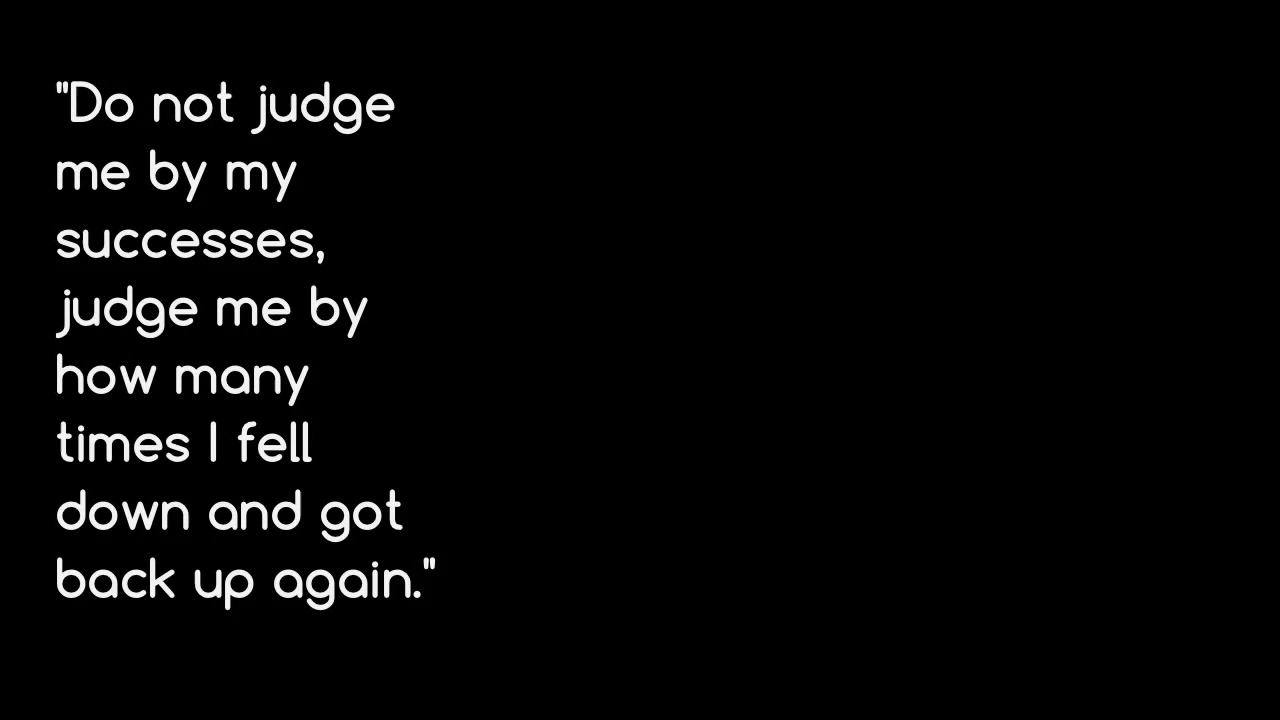 "Do not judge
me by my
successes,
judge me by
how many
times I fell
down and got
back up again."